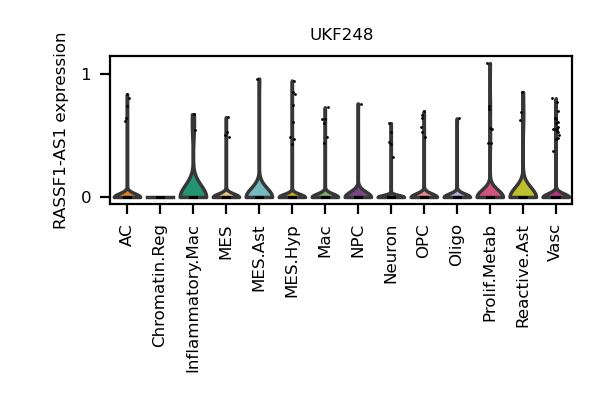 UKF248
RASSF1-AS1 expression
1
0
AC
Chromatin.Reg
Inflammatory.Mac
MES
MES.Ast
MES.Hyp
Mac
NPC
Neuron
OPC
Oligo
Prolif.Metab
Reactive.Ast
Vasc